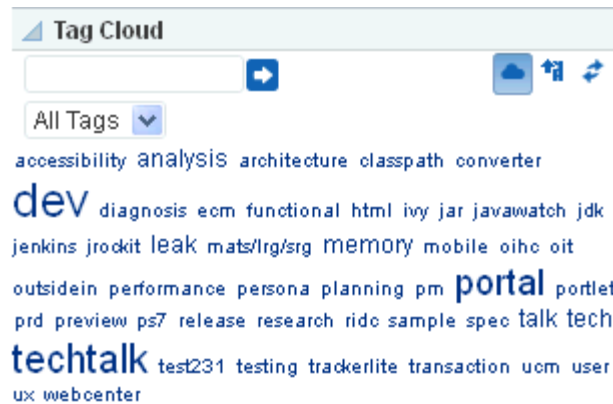 Tag Cloud
All Tags
accessibility analysis architecture classpath converter
dev diagnosis ecm functional html ivy jar javawatch jdk
jenkins jrockit leak mats/lrg/srg memory mobile oihc oit
outsidein performance persona planning pm portal portlet
prd preview ps7 release research ridc sample spec talk tech
techtalk test231 testing trackerlite transaction ucm user
ux webcenter